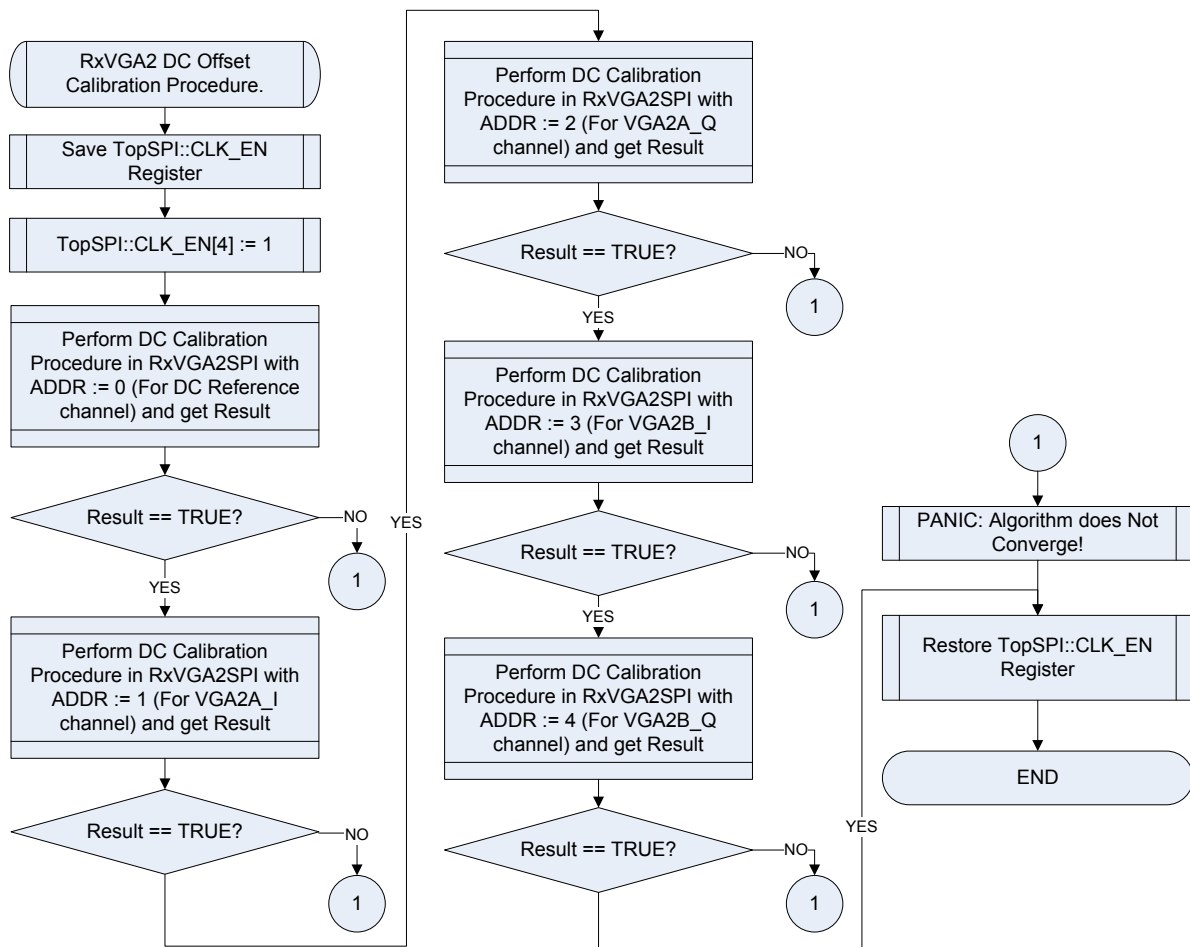 RxVGA2 DC Offset
Calibration Procedure.
Save TopSPI::CLK_EN
Register
TopSPI::CLK_EN[4] := 1
Perform DC Calibration
Procedure in RxVGA2SPI with
ADDR := 0 (For DC Reference
channel) and get Result
Result == TRUE?
NO
1
YES
Perform DC Calibration
Procedure in RxVGA2SPI with
ADDR := 1 (For VGA2A_I
channel) and get Result
Result == TRUE?
NO
1
YES
Perform DC Calibration
Procedure in RxVGA2SPI with
ADDR := 2 (For VGA2A_Q
channel) and get Result
Result == TRUE?
NO
1
YES
Perform DC Calibration
Procedure in RxVGA2SPI with
ADDR := 3 (For VGA2B_I
channel) and get Result
Result == TRUE?
NO
1
YES
Perform DC Calibration
Procedure in RxVGA2SPI with
ADDR := 4 (For VGA2B_Q
channel) and get Result
Result == TRUE?
NO
1
YES
1
PANIC: Algorithm does Not
Converge!
Restore TopSPI::CLK_EN
Register
END